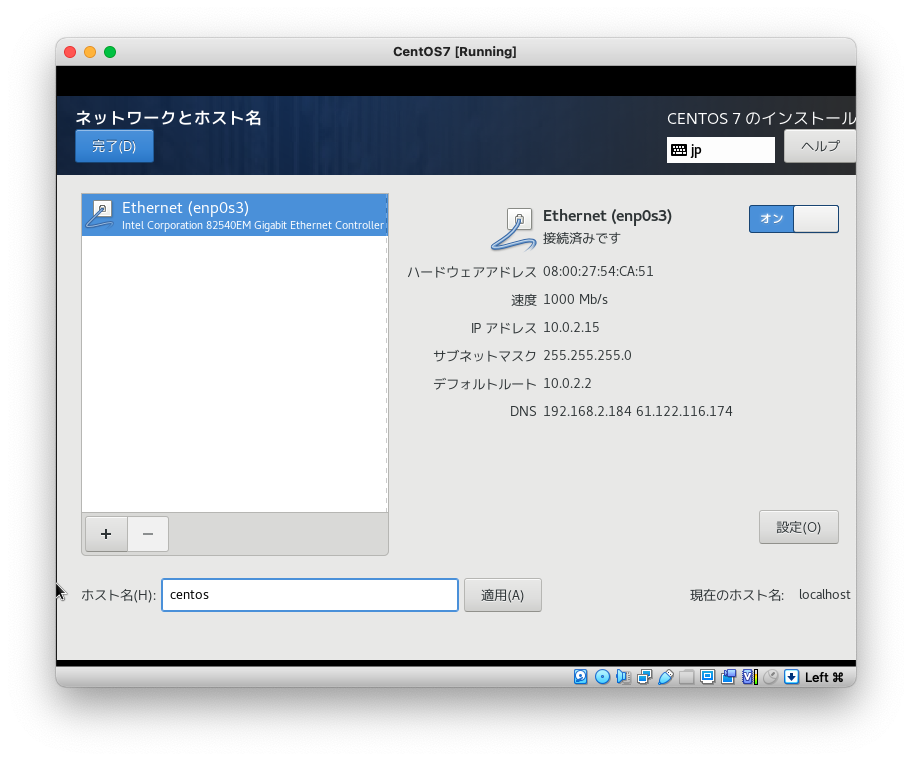 CentOS7 [Running]
ネットワークとホスト名
CENTOS 7 のインストール
完了(D)
jp
ヘルプ
Ethernet (enp0s3)
Intel Corporation 82540EM Gigabit Ethernet Controller
Ethernet (enp0s3)
接続済みです
オン
ハードウェアアドレス 08:00:27:54:CA:51
速度 1000 Mb/s
IP アドレス 10.0.2.15
サブネットマスク 255.255.255.0
デフォルトルート 10.0.2.2
DNS 192.168.2.184 61.122.116.174
+ −
設定(O)
ホスト名(H): centos 適用(A) 現在のホスト名: localhost
Left ⌘